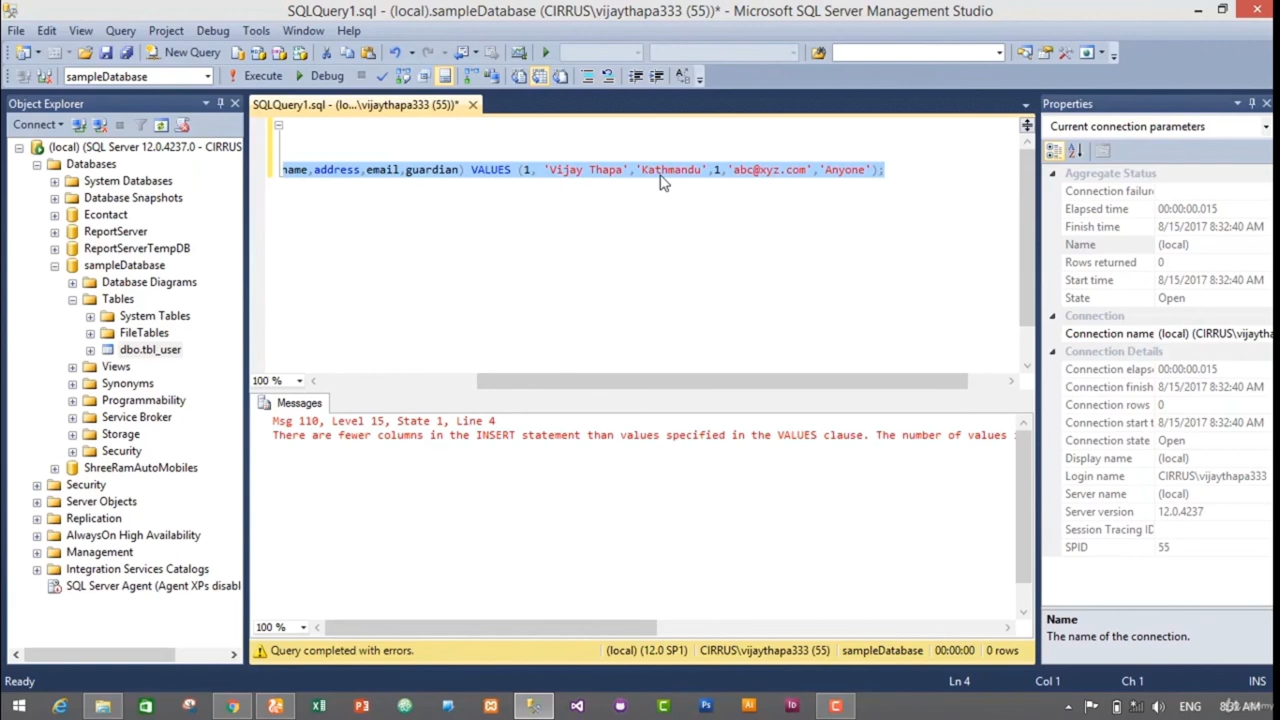 SQLQuery1.sql - (local).sampleDatabase (CIRRUS\vijaythapa333 (55))* - Microsoft SQL Server Management Studio
File Edit View Query Project Debug Tools Window Help
New Query
sampleDatabase Execute Debug
Object Explorer
Connect
(local) (SQL Server 12.0.4237.0 - CIRRUS
Databases
System Databases
Database Snapshots
Econtact
ReportServer
ReportServerTempDB
sampleDatabase
Database Diagrams
Tables
System Tables
FileTables
dbo.tbl_user
Views
Synonyms
Programmability
Service Broker
Storage
Security
ShreeRamAutoMobiles
Security
Server Objects
Replication
AlwaysOn High Availability
Management
Integration Services Catalogs
SQL Server Agent (Agent XPs disabl
SQLQuery1.sql - (lo...\vijaythapa333 (55))*
name,address,email,guardian) VALUES (1, 'Vijay Thapa','Kathmandu',1,'abc@xyz.com','Anyone');
100 %
Messages
Msg 110, Level 15, State 1, Line 4
There are fewer columns in the INSERT statement than values specified in the VALUES clause. The number of values
100 %
Query completed with errors. (local) (12.0 SP1) CIRRUS\vijaythapa333 (55) sampleDatabase 00:00:00 0 rows
Properties
Current connection parameters
Aggregate Status
Connection failure
Elapsed time 00:00:00.015
Finish time 8/15/2017 8:32:40 AM
Name (local)
Rows returned 0
Start time 8/15/2017 8:32:40 AM
State Open
Connection
Connection name (local) (CIRRUS\vijaytha
Connection Details
Connection elaps 00:00:00.015
Connection finish 8/15/2017 8:32:40 AM
Connection rows 0
Connection start t 8/15/2017 8:32:40 AM
Connection state Open
Display name (local)
Login name CIRRUS\vijaythapa333
Server name (local)
Server version 12.0.4237
Session Tracing ID
SPID 55
Name
The name of the connection.
Ready Ln 4 Col 1 Ch 1 INS
ENG